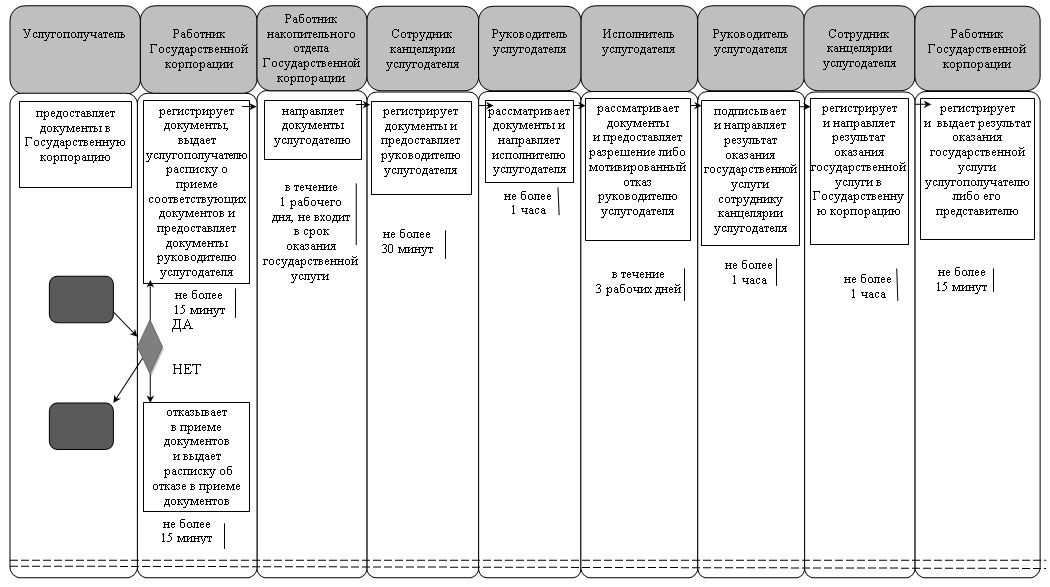 Услугополучатель
Работник
Государственной
корпорации
Работник
накопительного
отдела
Государственной
корпорации
Сотрудник
канцелярии
услугодателя
Руководитель
услугодателя
Исполнитель
услугодателя
Руководитель
услугодателя
Сотрудник
канцелярии
услугодателя
Работник
Государственной
корпорации
предоставляет
документы в
Государственную
корпорацию
регистрирует
документы,
выдает
услугополучателю
расписку о
приеме
соответствующих
документов и
предоставляет
документы
руководителю
услугодателя
не более
15 минут
ДА
НЕТ
отказывает
в приеме
документов
и выдает
расписку об
отказе в приеме
документов
не более
15 минут
направляет
документы
услугодателю
в течение
1 рабочего
дня, не входит
в срок
оказания
государственной
услуги
регистрирует
документы и
предоставляет
руководителю
услугодателя
не более
30 минут
рассматривает
документы и
направляет
исполнителю
услугодателя
не более
1 часа
рассматривает
документы
и предоставляет
разрешение либо
мотивированный
отказ
руководителю
услугодателя
в течение
3 рабочих дней
подписывает
и направляет
результат
оказания
государственной
услуги
сотруднику
канцелярии
услугодателя
не более
1 часа
регистрирует
и направляет
результат
оказания
государственной
услуги в
Государственну
ю корпорацию
не более
1 часа
регистрирует
и выдает результат
оказания
государственной
услуги
услугополучателю
либо его
представителю
не более
15 минут